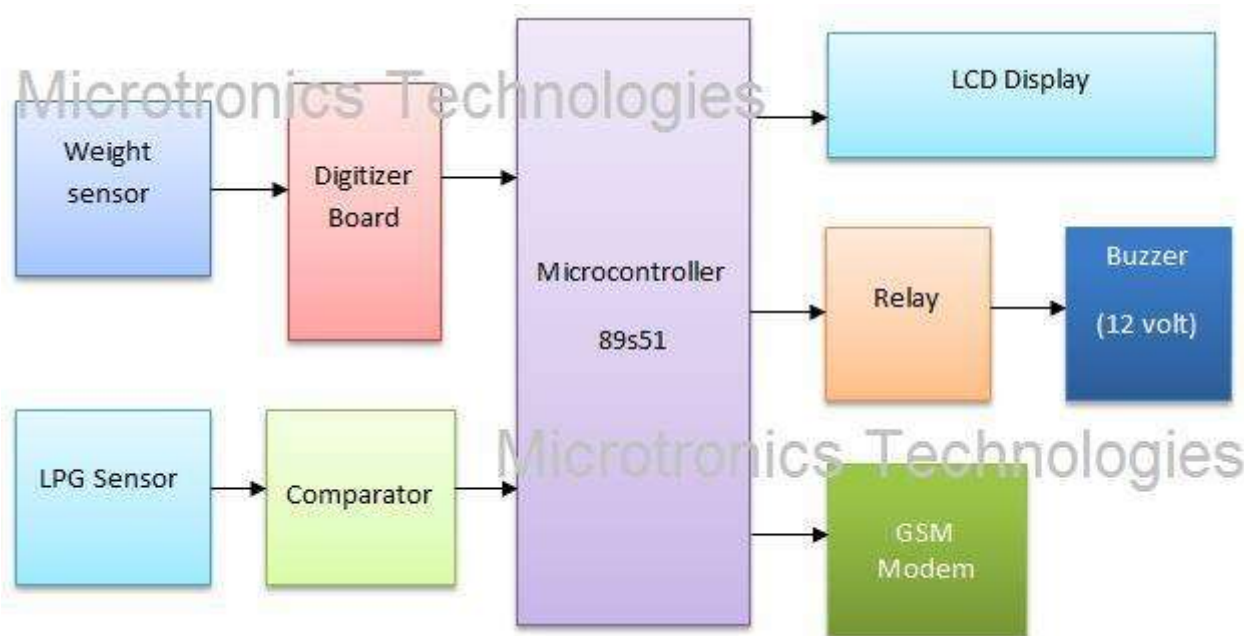 Microtronics Technologies
Weight
sensor
Digitizer
Board
Microcontroller
89s51
LCD Display
Relay
Buzzer
(12 volt)
LPG Sensor
Comparator
Microtronics Technologies
GSM
Modem